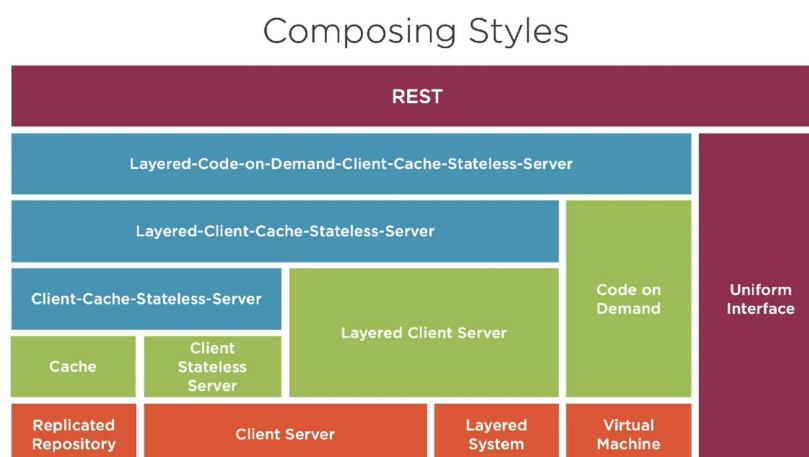 Composing Styles
REST
Layered-Code-on-Demand-Client-Cache-Stateless-Server
Layered-Client-Cache-Stateless-Server
Client-Cache-Stateless-Server
Layered Client Server
Code on
Demand
Uniform
Interface
Cache
Client
Stateless
Server
Replicated
Repository
Client Server
Layered
System
Virtual
Machine